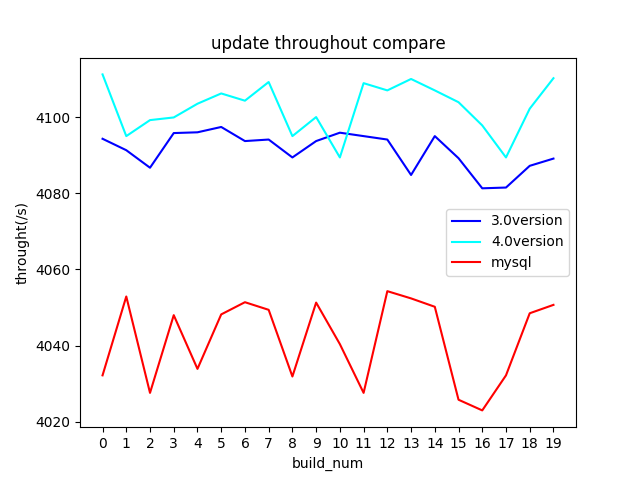 update throughout compare
throught(/s)
4100
4080
4060
4040
4020
3.0version
4.0version
mysql
0 1 2 3 4 5 6 7 8 9 10 11 12 13 14 15 16 17 18 19
build_num